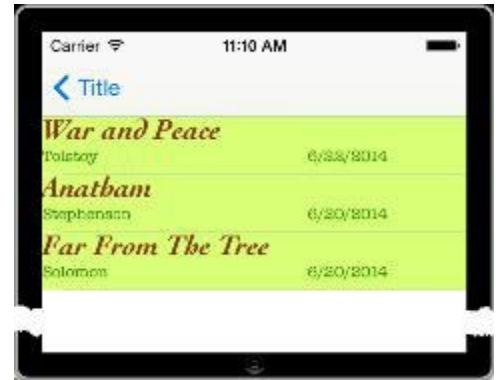 Carrier 11:10 AM
Title
War and Peace
Tolstoy 6/22/2014
Anatham
Stephenson 6/20/2014
Far From The Tree
Solomon 6/20/2014